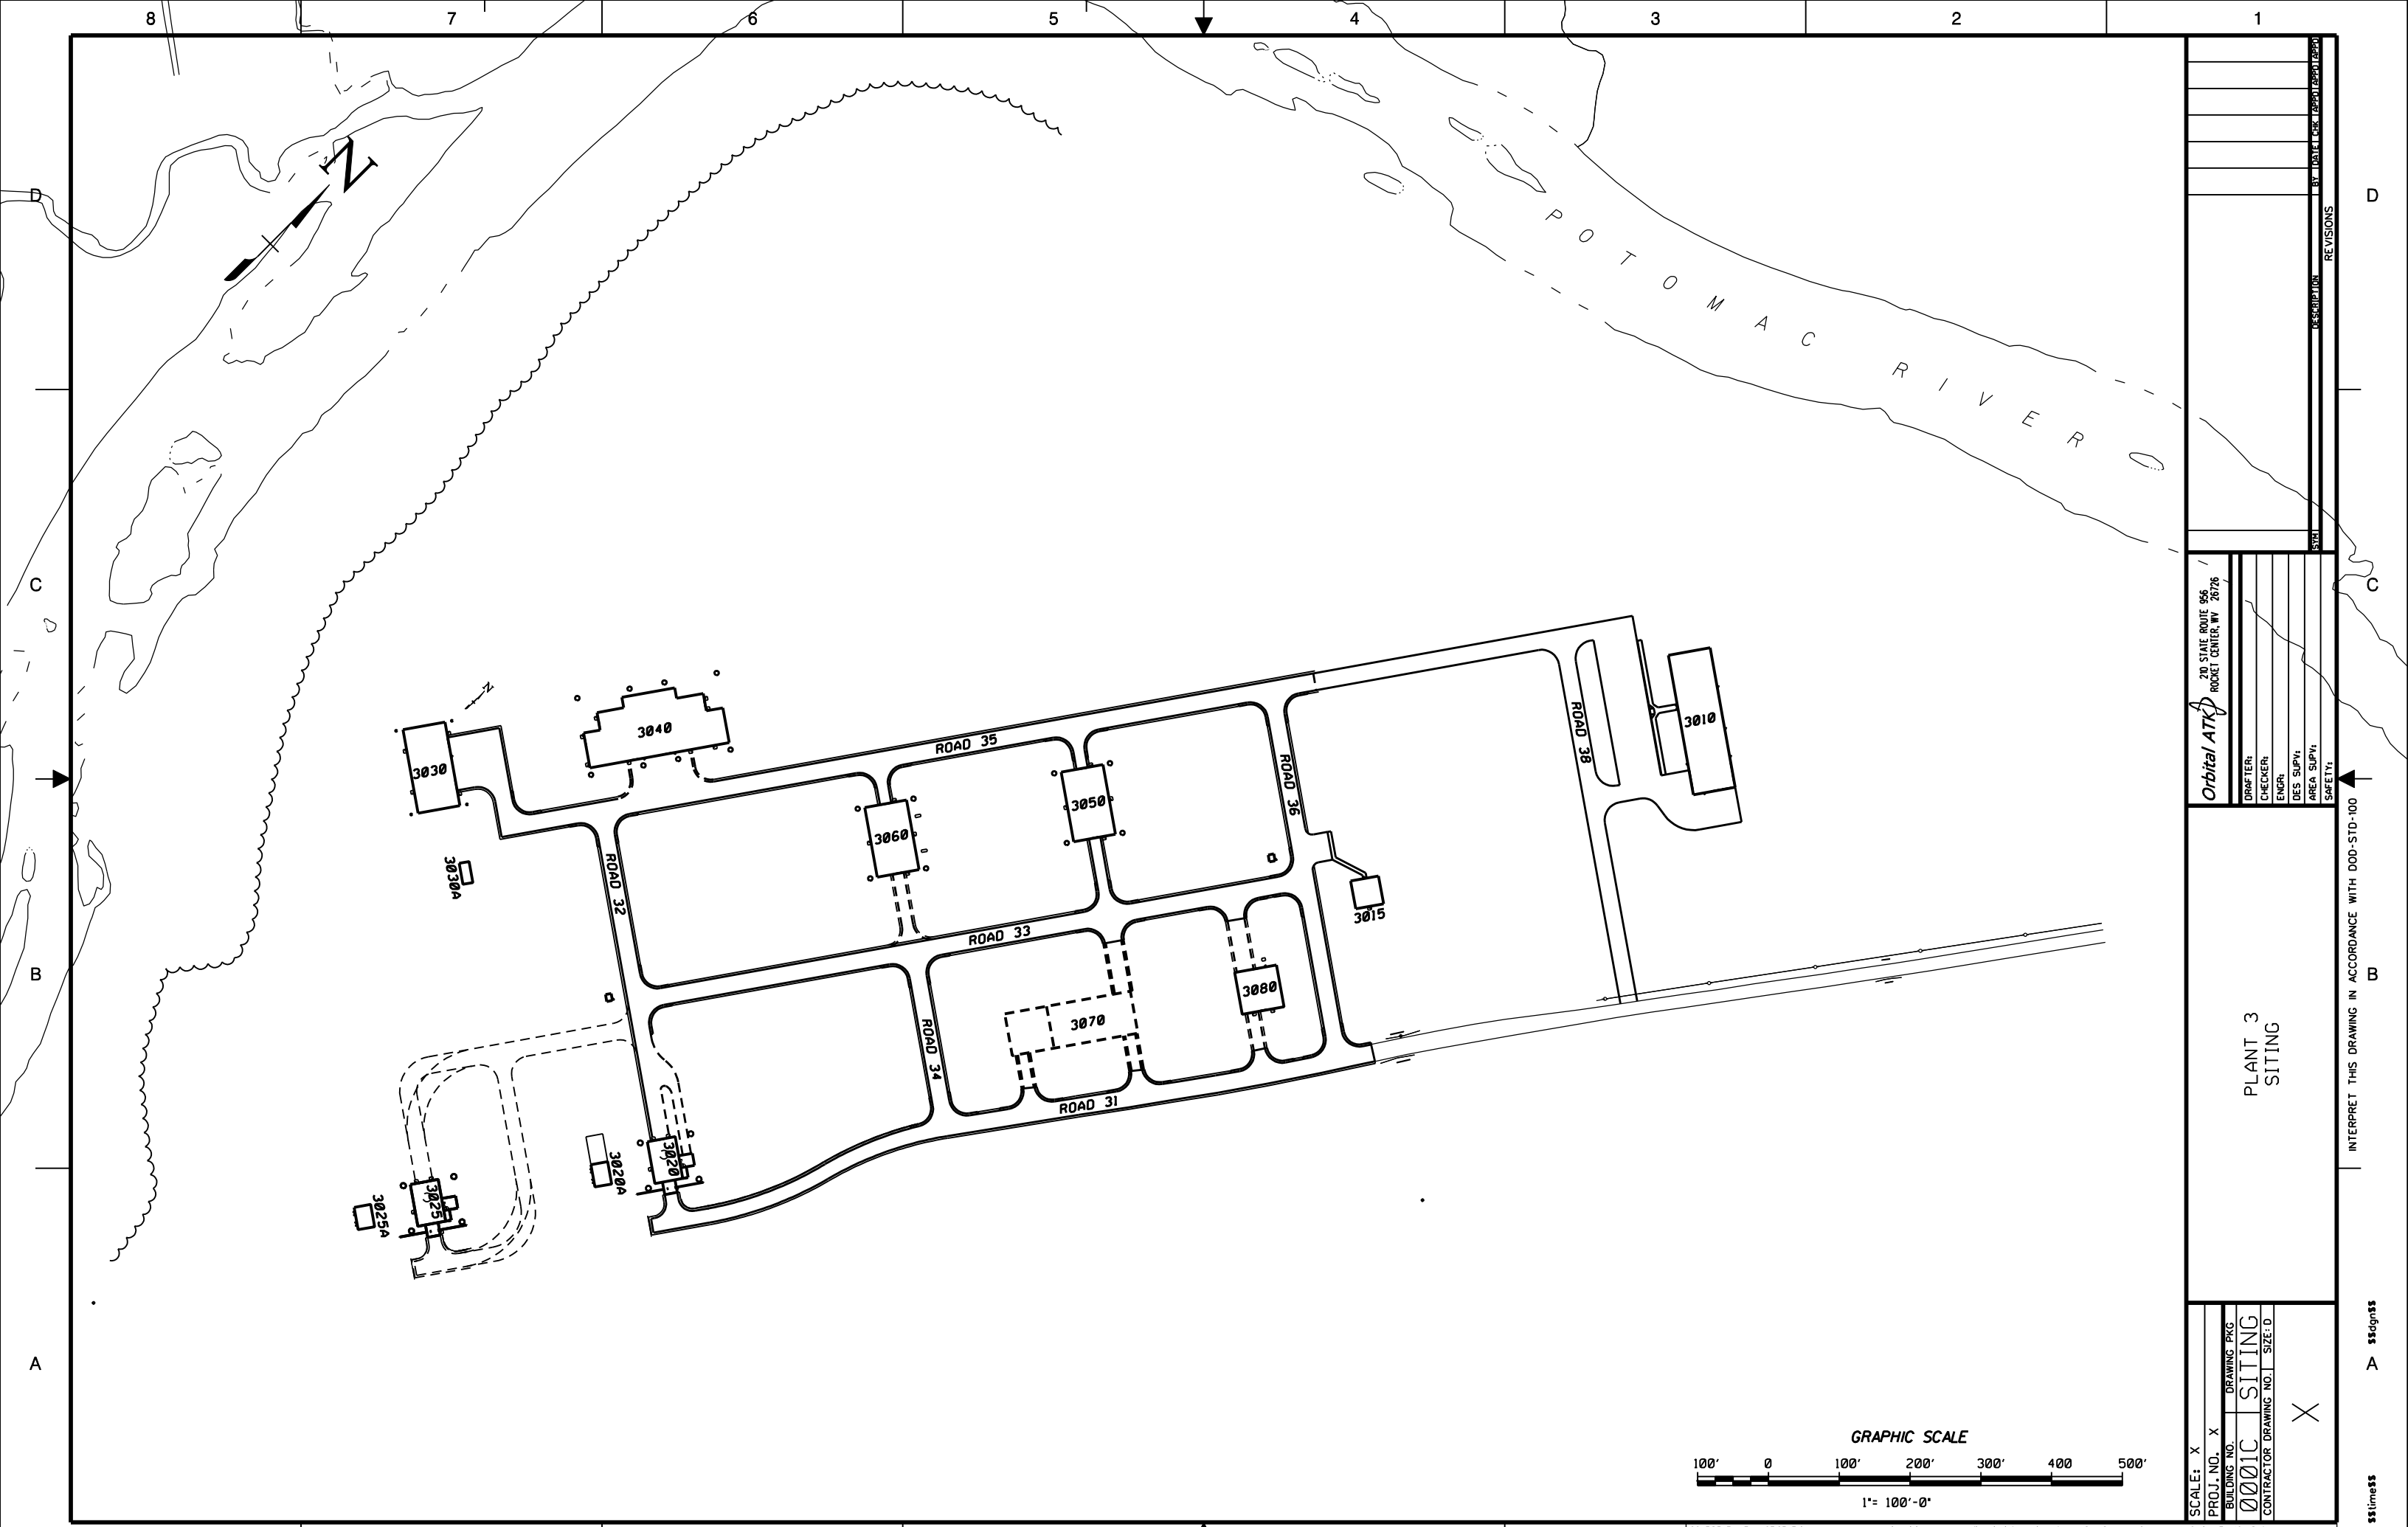 8 7 6 5 4 3 2 1
D
D
N
POTOMAC RIVER
C
C
N
3040
3030
ROAD 35
3010
ROAD 38
3050
ROAD 36
3060
3030A
ROAD 32
3015
ROAD 33
B
B
3080
3070
ROAD 34
ROAD 31
3020
3020A
3025
3025A
A
A
GRAPHIC SCALE
100' 0 100' 200' 300' 400 500'
1"= 100'-0"
SYM DESCRIPTION BY DATE CHK APPD APPD APPD
REVISIONS
Orbital ATK
210 STATE ROUTE 956
ROCKET CENTER, WV 26726
DRAFTER:
CHECKER:
ENGR:
DES SUPV:
AREA SUPV:
SAFETY:
PLANT 3
SITING
INTERPRET THIS DRAWING IN ACCORDANCE WITH DOD-STD-100
SCALE: X
PROJ. NO. X
BUILDING NO. DRAWING PKG
0001C SITING
CONTRACTOR DRAWING NO. SIZE: D
X
$$dgn$$
$$time$$